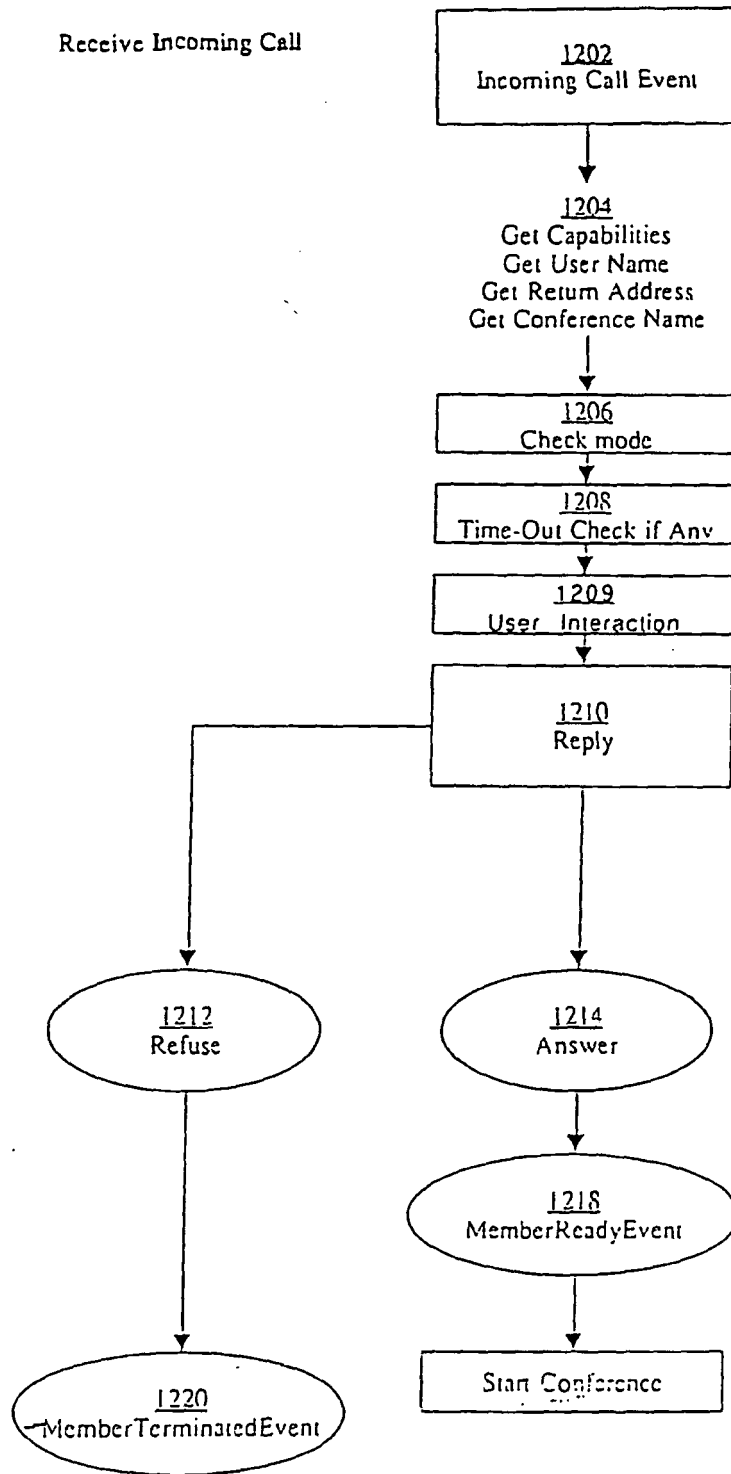 Receive Incoming Call
1202
Incoming Call Event
1204
Get Capabilities
Get User Name
Get Return Address
Get Conference Name
1206
Check mode
1208
Time-Out Check if Any
1209
User Interaction
1210
Reply
1212
Refuse
1214
Answer
1218
MemberReadyEvent
1220
MemberTerminatedEvent
Start Conference